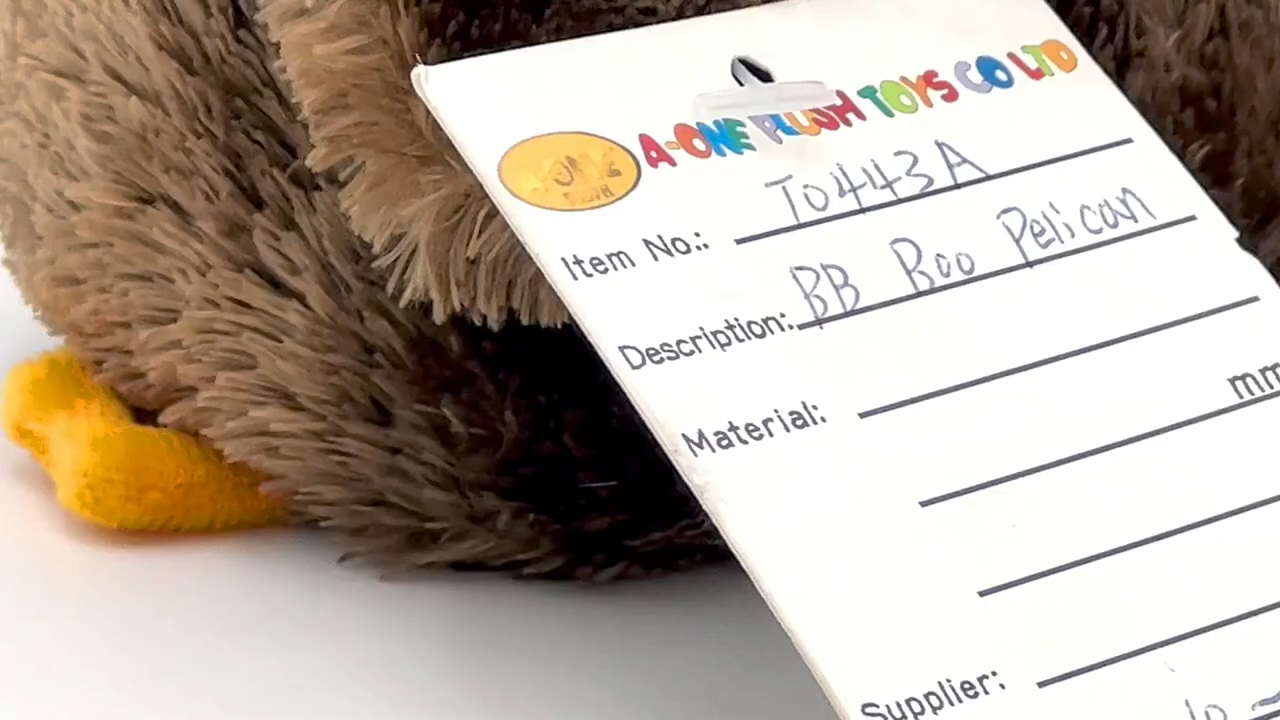 A-ONE PLUSH TOYS CO LTD
Item No.: T0443A
Description: BB Boo Pelican
Material:
mm
Supplier: